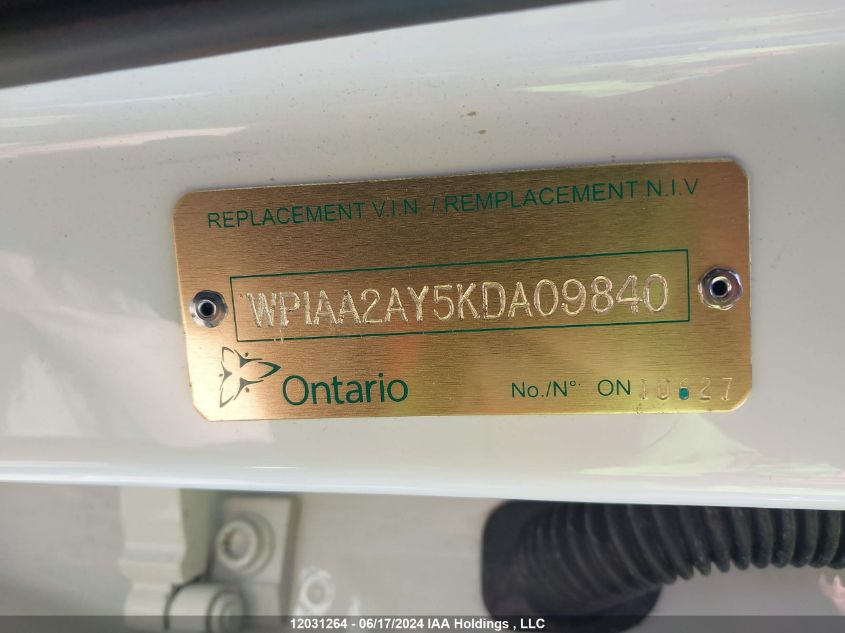 REPLACEMENT V.I.N. / REMPLACEMENT N.I.V
WP1AA2AY5KDA09840
Ontario No./N°. ON
12031264 - 06/17/2024 IAA Holdings , LLC